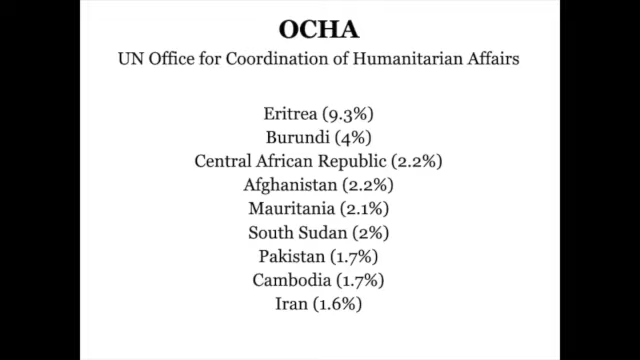 OCHA
UN Office for Coordination of Humanitarian Affairs
Eritrea (9.3%)
Burundi (4%)
Central African Republic (2.2%)
Afghanistan (2.2%)
Mauritania (2.1%)
South Sudan (2%)
Pakistan (1.7%)
Cambodia (1.7%)
Iran (1.6%)